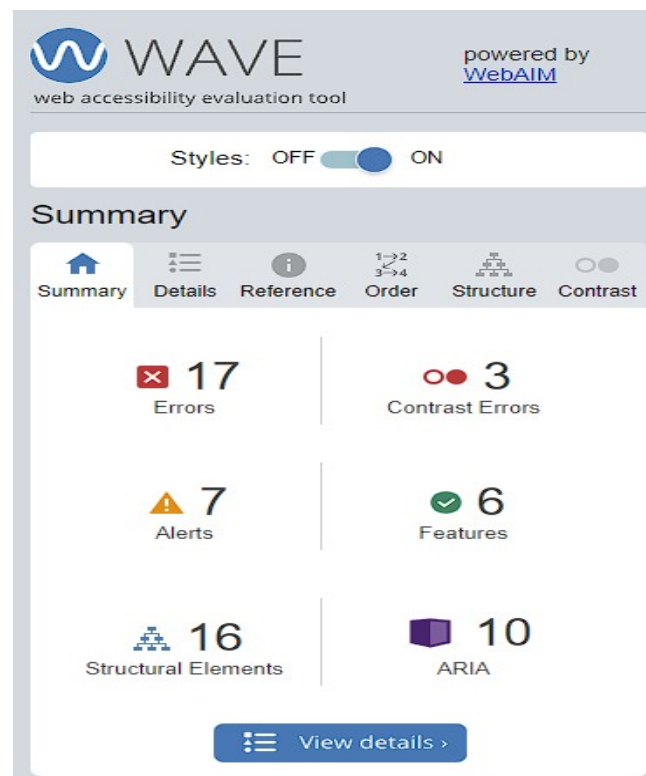 WAVE
powered by
WebAIM
web accessibility evaluation tool
Styles: OFF ON
Summary
1→2
3→4
Summary Details Reference Order Structure Contrast
17 3
Errors Contrast Errors
7 6
Alerts Features
16 10
Structural Elements ARIA
View details ›